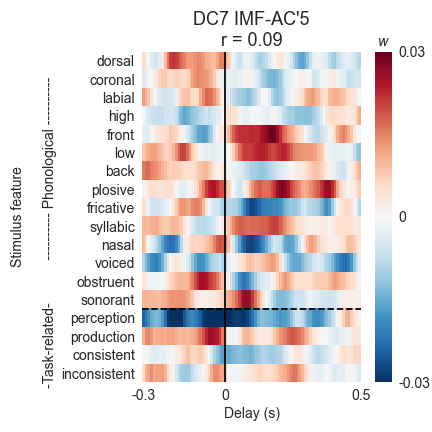 DC7 IMF-AC'5
r = 0.09
w
Stimulus feature
-Task-related- ---------- Phonological ----------
dorsal
coronal
labial
high
front
low
back
plosive
fricative
syllabic
nasal
voiced
obstruent
sonorant
perception
production
consistent
inconsistent
0.03
0
-0.03
-0.3 0 0.5
Delay (s)